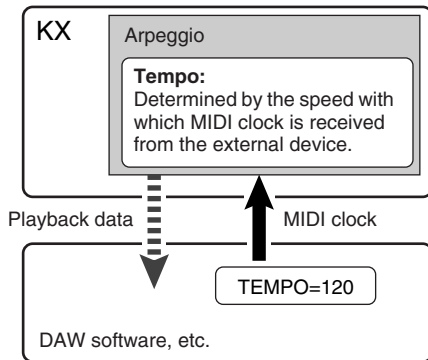 KX
Arpeggio
Tempo:
Determined by the speed with
which MIDI clock is received
from the external device.
Playback data
MIDI clock
TEMPO=120
DAW software, etc.